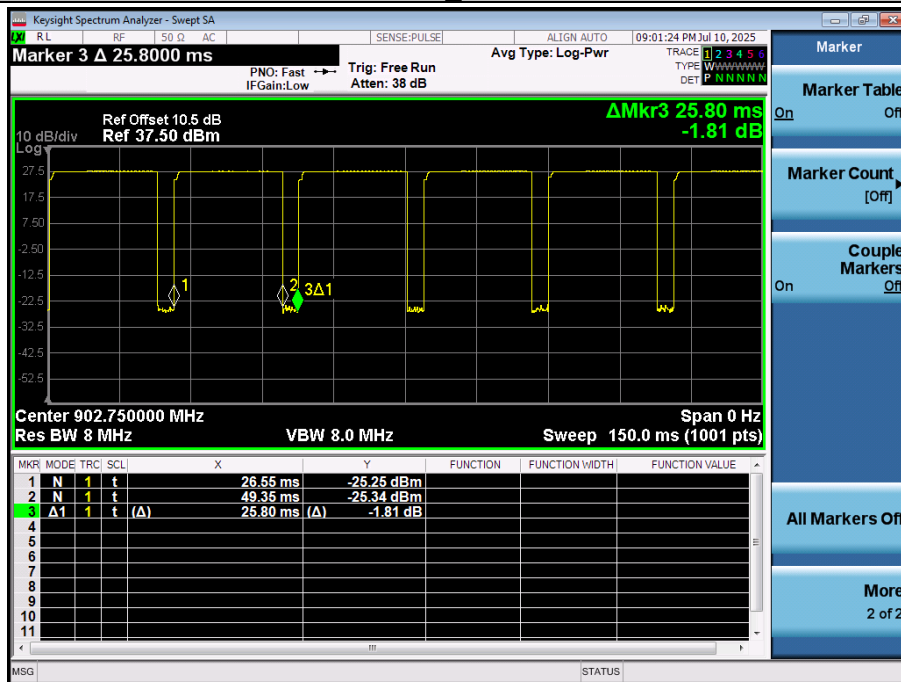 Keysight Spectrum Analyzer - Swept SA
LXI RL RF 50 Ω AC SENSE:PULSE ALIGN AUTO 09:01:24 PM Jul 10, 2025
Marker 3 Δ 25.8000 ms
PNO: Fast
IFGain:Low
Trig: Free Run
Atten: 38 dB
Avg Type: Log-Pwr
TRACE 1 2 3 4 5 6
TYPE WWWWWW
DET P N N N N N
ΔMkr3 25.80 ms
-1.81 dB
Ref Offset 10.5 dB
10 dB/div Ref 37.50 dBm
Log
27.5
17.5
7.50
-2.50
-12.5
-22.5
-32.5
-42.5
-52.5
1
2
3Δ1
Center 902.750000 MHz Span 0 Hz
Res BW 8 MHz VBW 8.0 MHz Sweep 150.0 ms (1001 pts)
MKR MODE TRC SCL X Y FUNCTION FUNCTION WIDTH FUNCTION VALUE
1 N 1 t 26.55 ms -25.25 dBm
2 N 1 t 49.35 ms -25.34 dBm
3 Δ1 1 t (Δ) 25.80 ms (Δ) -1.81 dB
4
5
6
7
8
9
10
11
MSG STATUS
Marker
Marker Table
On Off
Marker Count
[Off]
Couple
Markers
On Off
All Markers Off
More
2 of 2